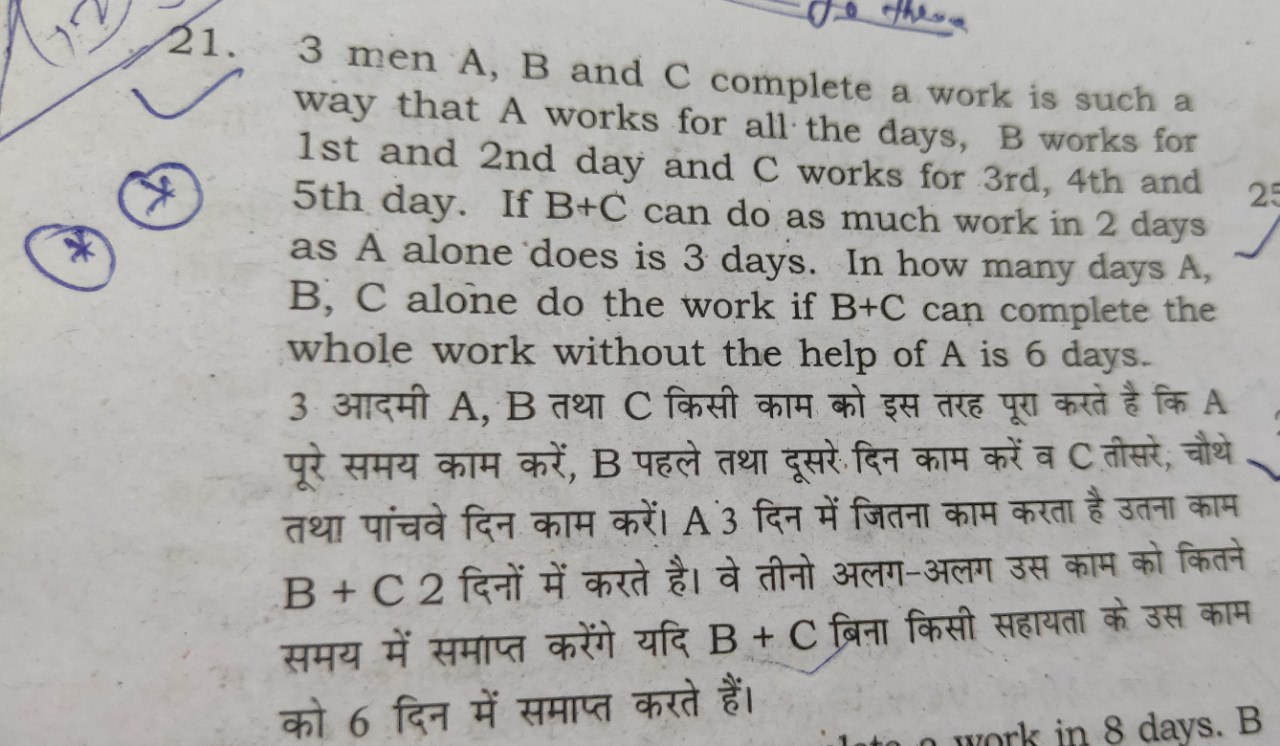 Jo them
21. 3 men A, B and C complete a work is such a
way that A works for all the days, B works for
1st and 2nd day and C works for 3rd, 4th and
5th day. If B+C can do as much work in 2 days
as A alone does is 3 days. In how many days A,
B, C alone do the work if B+C can complete the
whole work without the help of A is 6 days.
3 आदमी A, B तथा C किसी काम को इस तरह पूरा करते है कि A
पूरे समय काम करें, B पहले तथा दूसरे दिन काम करें व C तीसरे, चौथे
तथा पांचवे दिन काम करें। A 3 दिन में जितना काम करता है उतना काम
B + C 2 दिनों में करते है। वे तीनो अलग-अलग उस काम को कितने
समय में समाप्त करेंगे यदि B + C बिना किसी सहायता के उस काम
को 6 दिन में समाप्त करते हैं।
a work in 8 days. B
25